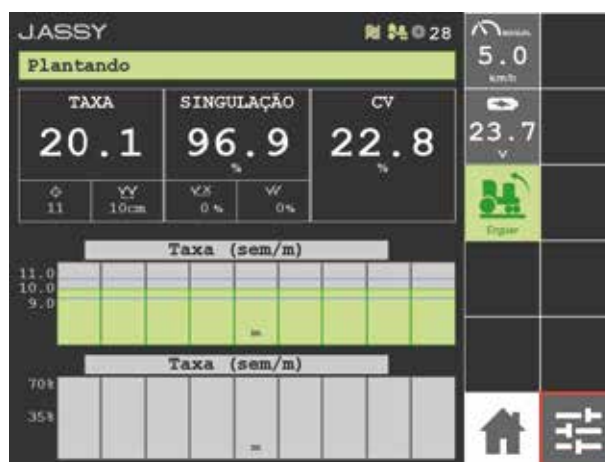 J.ASSY
28
Plantando
TAXA SINGULAÇÃO CV
20.1 96.9 22.8
% %
11 10cm 0 % 0%
Taxa (sem/m)
11.0
10.0
9.0
Taxa (sem/m)
70%
35%
5.0
km/h
23.7
V
Erguer